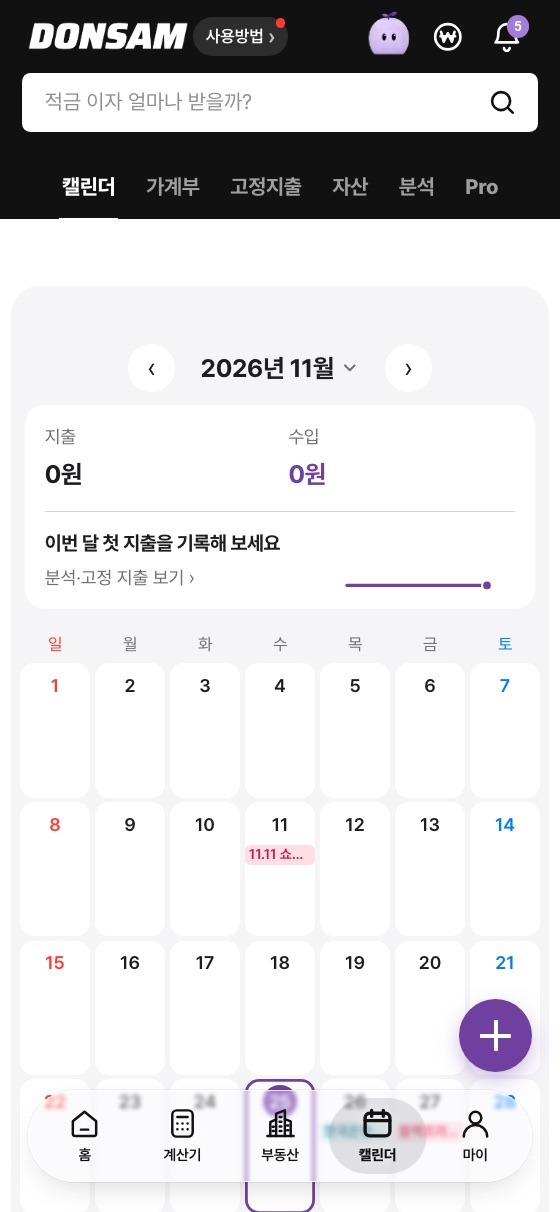 DONSAM 사용방법 › 5
적금 이자 얼마나 받을까?
캘린더 가계부 고정지출 자산 분석 Pro
‹ 2026년 11월 ›
지출 수입
0원 0원
이번 달 첫 지출을 기록해 보세요
분석·고정 지출 보기 ›
일 월 화 수 목 금 토
1 2 3 4 5 6 7
8 9 10 11 12 13 14
11.11 쇼...
15 16 17 18 19 20 21
22 23 24 25 26 27 28
홈 계산기 부동산 캘린더 마이